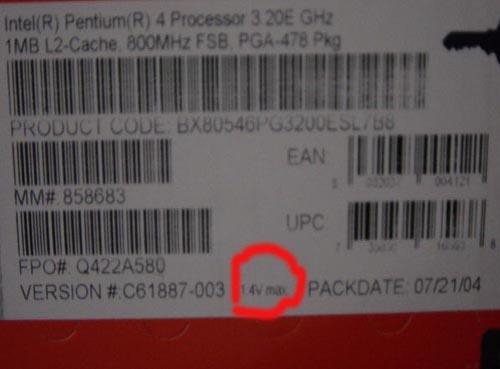 Intel(R) Pentium(R) 4 Processor 3.20E GHz
1MB L2-Cache, 800MHz FSB, PGA-478 Pkg
PRODUCT CODE: BX80546PG3200ESL7B8
EAN
MM#:858683
UPC
FPO#: Q422A580
VERSION #:C61887-003 1.4V max. PACKDATE: 07/21/04